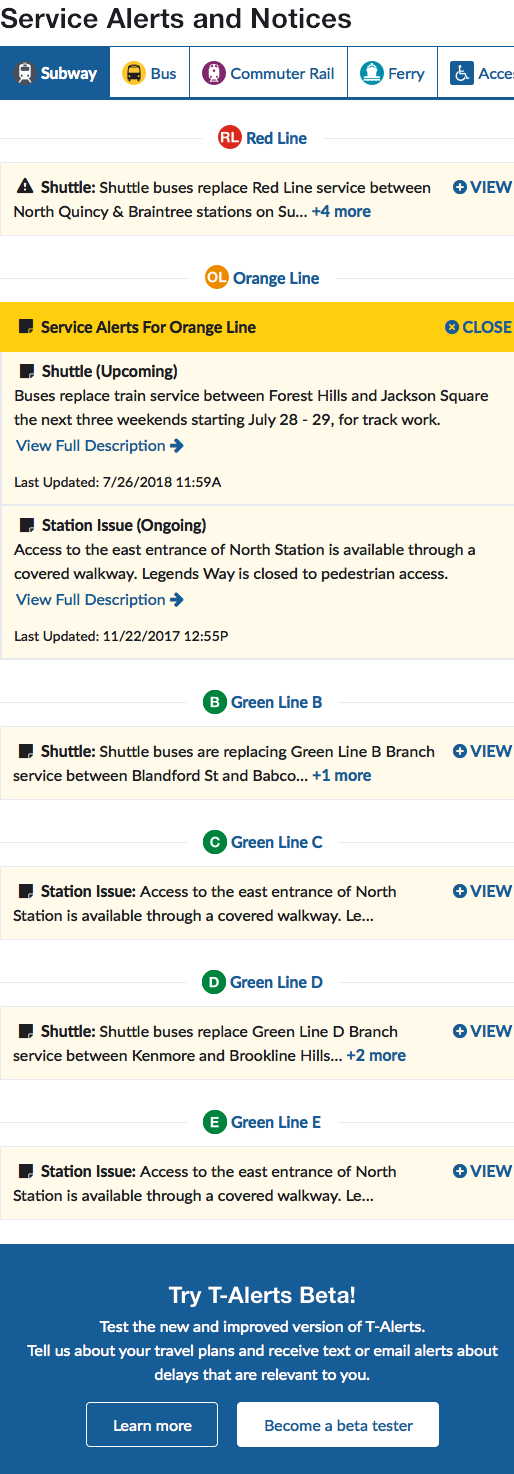 Service Alerts and Notices
Subway Bus Commuter Rail Ferry Acces
RL Red Line
Shuttle: Shuttle buses replace Red Line service between VIEW
North Quincy & Braintree stations on Su... +4 more
OL Orange Line
Service Alerts For Orange Line CLOSE
Shuttle (Upcoming)
Buses replace train service between Forest Hills and Jackson Square
the next three weekends starting July 28 - 29, for track work.
View Full Description
Last Updated: 7/26/2018 11:59A
Station Issue (Ongoing)
Access to the east entrance of North Station is available through a
covered walkway. Legends Way is closed to pedestrian access.
View Full Description
Last Updated: 11/22/2017 12:55P
B Green Line B
Shuttle: Shuttle buses are replacing Green Line B Branch VIEW
service between Blandford St and Babco... +1 more
C Green Line C
Station Issue: Access to the east entrance of North VIEW
Station is available through a covered walkway. Le...
D Green Line D
Shuttle: Shuttle buses replace Green Line D Branch VIEW
service between Kenmore and Brookline Hills... +2 more
E Green Line E
Station Issue: Access to the east entrance of North VIEW
Station is available through a covered walkway. Le...
Try T-Alerts Beta!
Test the new and improved version of T-Alerts.
Tell us about your travel plans and receive text or email alerts about
delays that are relevant to you.
Learn more Become a beta tester